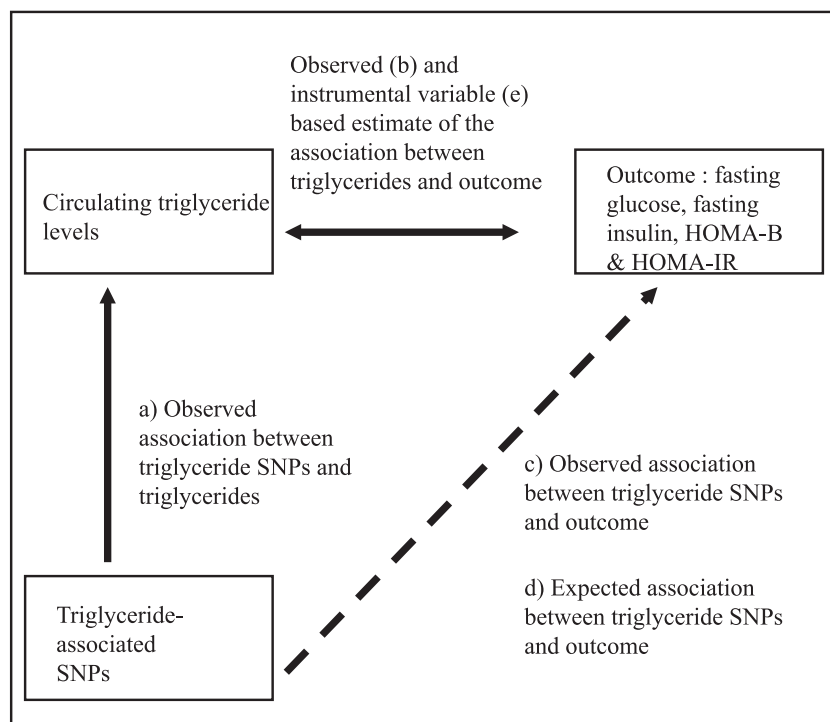 Observed (b) and
instrumental variable (e)
based estimate of the
association between
triglycerides and outcome
Circulating triglyceride
levels
Outcome : fasting
glucose, fasting
insulin, HOMA-B
& HOMA-IR
a) Observed
association between
triglyceride SNPs and
triglycerides
c) Observed association
between triglyceride SNPs
and outcome
d) Expected association
between triglyceride SNPs
and outcome
Triglyceride-
associated
SNPs